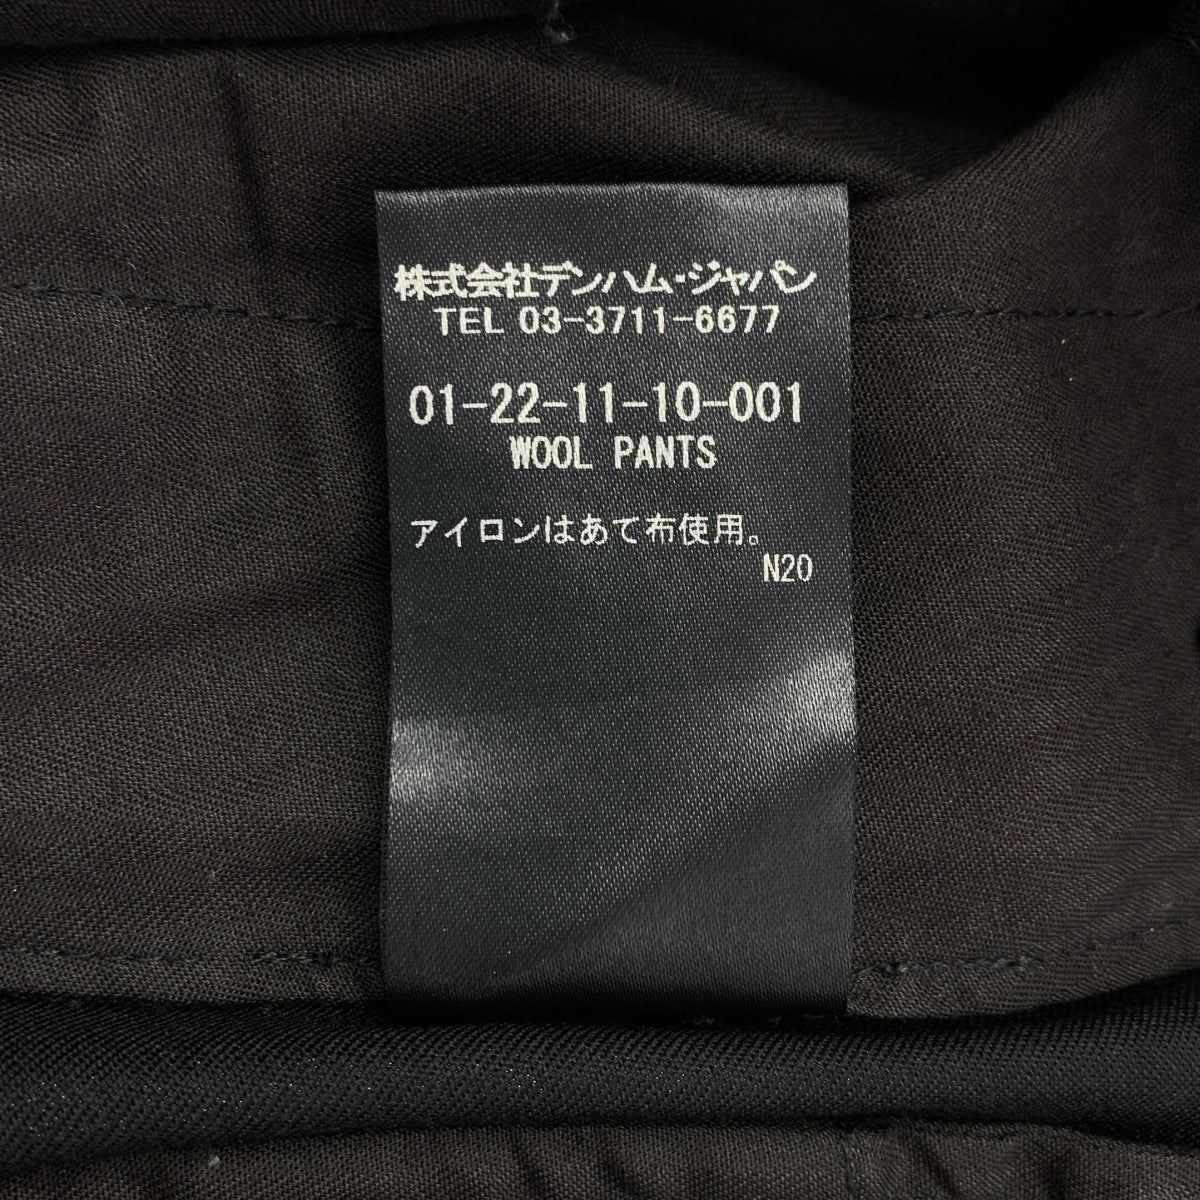 株式会社デンハム・ジャパン
TEL 03-3711-6677
01-22-11-10-001
WOOL PANTS
アイロンはあて布使用。
N20